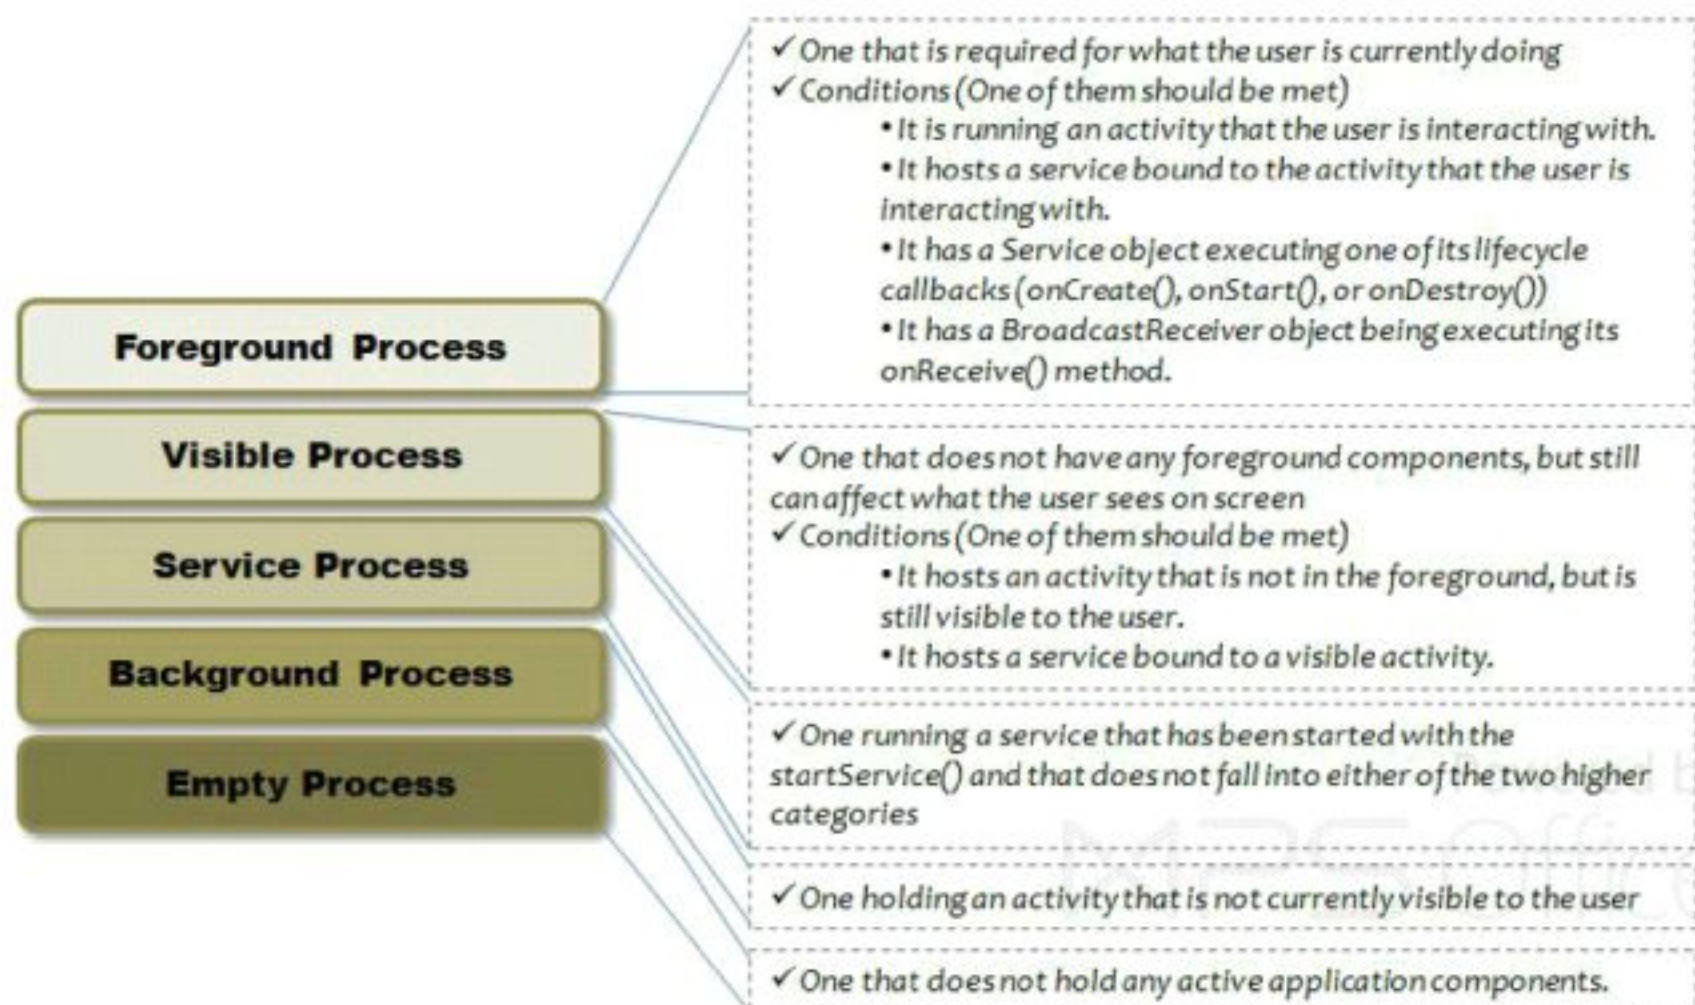 Foreground Process
Visible Process
Service Process
Background Process
Empty Process
✓ One that is required for what the user is currently doing
✓ Conditions (One of them should be met)
• It is running an activity that the user is interacting with.
• It hosts a service bound to the activity that the user is
interacting with.
• It has a Service object executing one of its lifecycle
callbacks (onCreate(), onStart(), or onDestroy())
• It has a BroadcastReceiver object being executing its
onReceive() method.
✓ One that does not have any foreground components, but still
can affect what the user sees on screen
✓ Conditions (One of them should be met)
• It hosts an activity that is not in the foreground, but is
still visible to the user.
• It hosts a service bound to a visible activity.
✓ One running a service that has been started with the
startService() and that does not fall into either of the two higher
categories
✓ One holding an activity that is not currently visible to the user
✓ One that does not hold any active application components.
Office